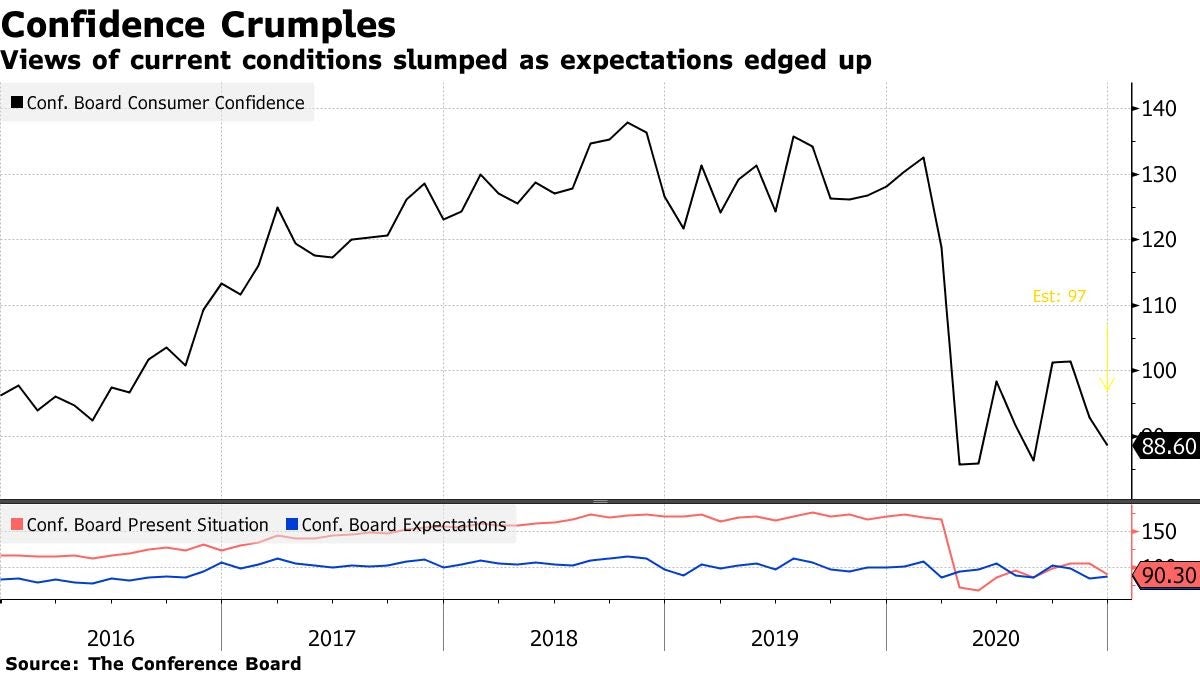 Confidence Crumples
Views of current conditions slumped as expectations edged up
Conf. Board Consumer Confidence
140
130
120
Est: 97
110
100
90
88.60
Conf. Board Present Situation Conf. Board Expectations
150
100
90.30
2016 2017 2018 2019 2020
Source: The Conference Board